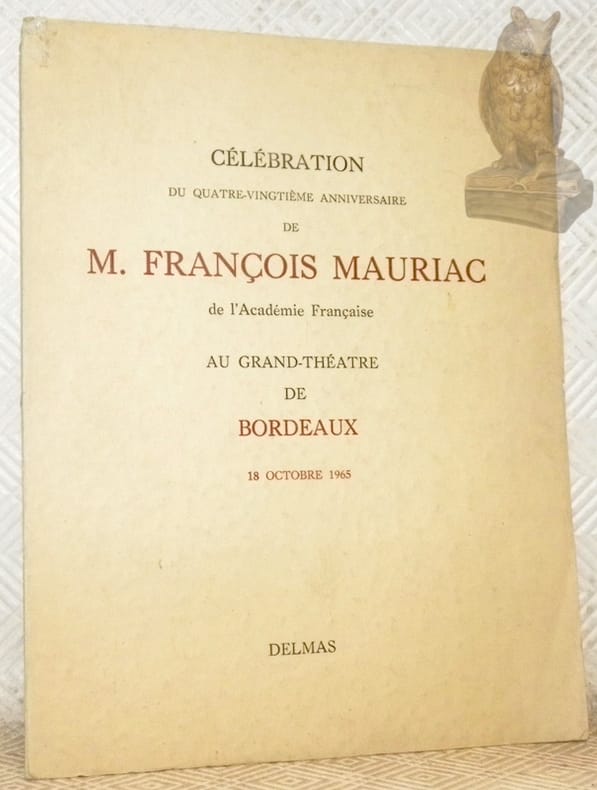 CÉLÉBRATION
DU QUATRE-VINGTIÈME ANNIVERSAIRE
DE
M. FRANÇOIS MAURIAC
de l'Académie Française
AU GRAND-THÉATRE
DE
BORDEAUX
18 OCTOBRE 1965
DELMAS